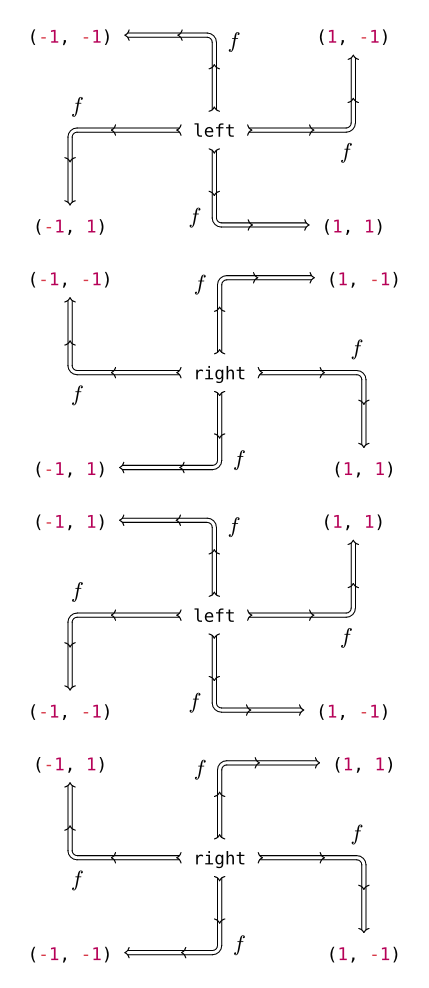 (-1, -1) f (1, -1)
f
left
f
f
(-1, 1) (1, 1)
(-1, -1) f (1, -1)
f
right
f
f
(-1, 1) (1, 1)
(-1, 1) f (1, 1)
f
left
f
f
(-1, -1) (1, -1)
(-1, 1) f (1, 1)
f
right
f
f
(-1, -1) (1, -1)